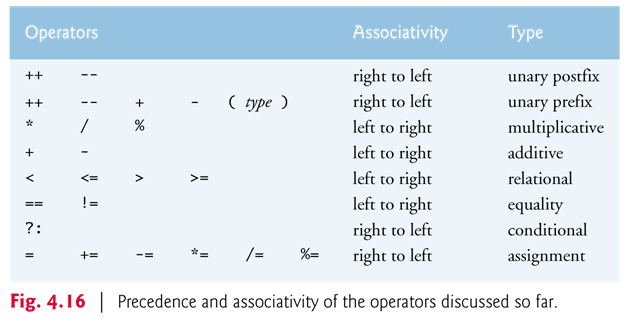 Operators Associativity Type
++ -- right to left unary postfix
++ -- + - ( type ) right to left unary prefix
* / % left to right multiplicative
+ - left to right additive
< <= > >= left to right relational
== != left to right equality
?: right to left conditional
= += -= *= /= %= right to left assignment
Fig. 4.16 | Precedence and associativity of the operators discussed so far.